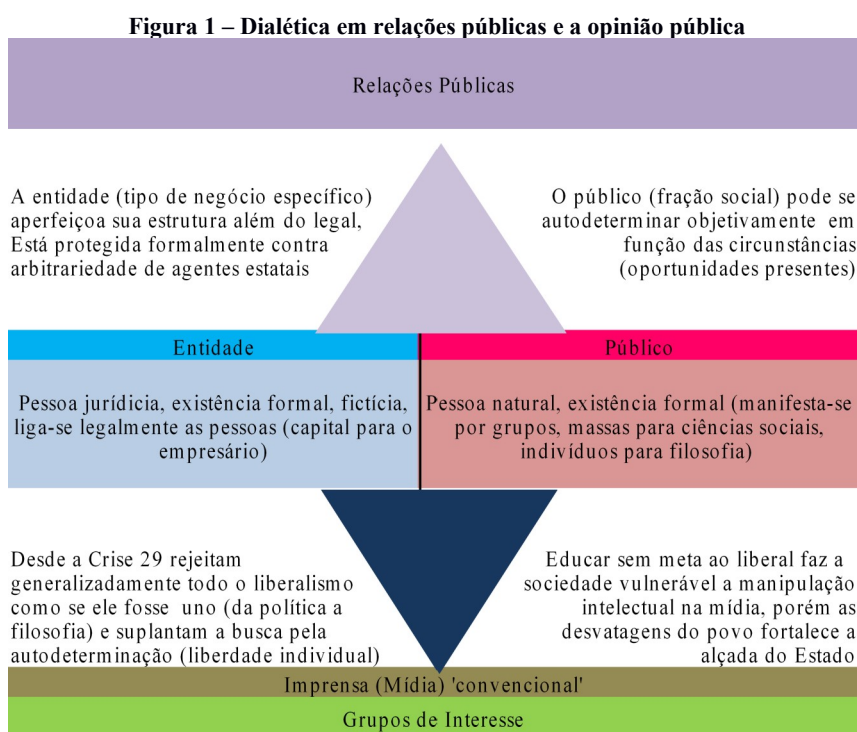 Figura 1 – Dialética em relações públicas e a opinião pública
Relações Públicas
A entidade (tipo de negócio específico)
aperfeiçoa sua estrutura além do legal,
Está protegida formalmente contra
arbitrariedade de agentes estatais
O público (fração social) pode se
autodeterminar objetivamente em
função das circunstâncias
(oportunidades presentes)
Entidade
Público
Pessoa jurídicia, existência formal, fictícia,
liga-se legalmente as pessoas (capital para o
empresário)
Pessoa natural, existência formal (manifesta-se
por grupos, massas para ciências sociais,
indivíduos para filosofia)
Desde a Crise 29 rejeitam
generalizadamente todo o liberalismo
como se ele fosse uno (da política a
filosofia) e suplantam a busca pela
autodeterminação (liberdade individual)
Educar sem meta ao liberal faz a
sociedade vulnerável a manipulação
intelectual na mídia, porém as
desvatagens do povo fortalece a
alçada do Estado
Imprensa (Mídia) 'convencional'
Grupos de Interesse